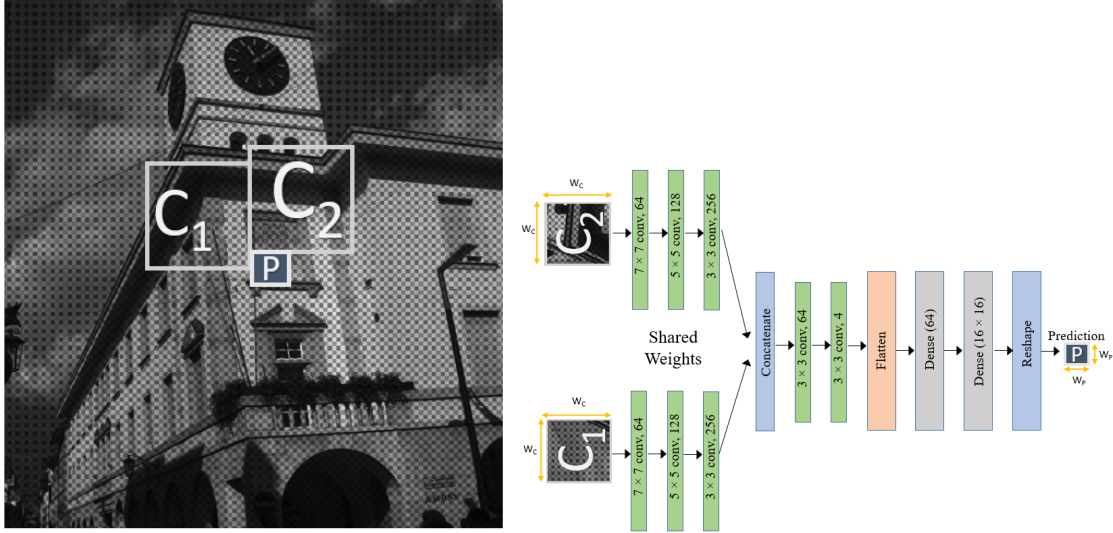 C1
C2
P
WC
WC
C2
7 × 7 conv, 64
5 × 5 conv, 128
3 × 3 conv, 256
Shared
Weights
WC
WC
C1
7 × 7 conv, 64
5 × 5 conv, 128
3 × 3 conv, 256
Concatenate
3 × 3 conv, 64
3 × 3 conv, 4
Flatten
Dense (64)
Dense (16 × 16)
Reshape
Prediction
P
WP
WP